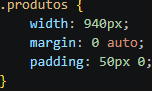 .produtos {
    width: 940px;
    margin: 0 auto;
    padding: 50px 0;
}